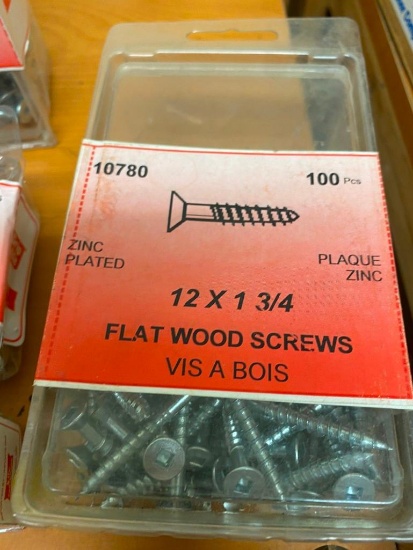 10780
100 Pcs
ZINC
PLATED
PLAQUE
ZINC
12 X 1 3/4
FLAT WOOD SCREWS
VIS A BOIS